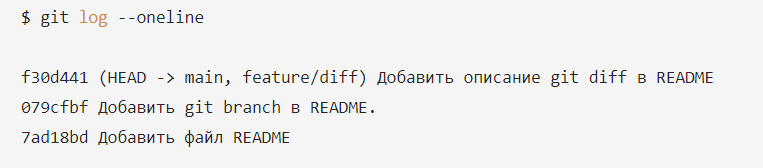 $ git log --oneline
f30d441 (HEAD -> main, feature/diff) Добавить описание git diff в README
079cfbf Добавить git branch в README.
7ad18bd Добавить файл README